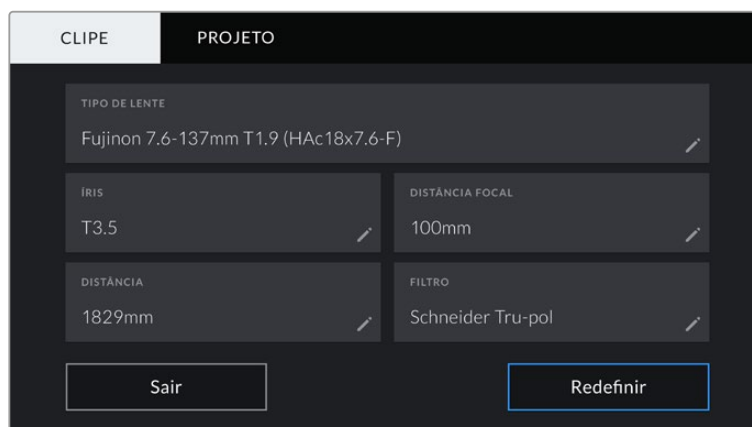 CLIPE
PROJETO
TIPO DE LENTE
Fujinon 7.6-137mm T1.9 (HAc18x7.6-F)
ÍRIS
T3.5
DISTÂNCIA FOCAL
100mm
DISTÂNCIA
1829mm
FILTRO
Schneider Tru-pol
Sair
Redefinir